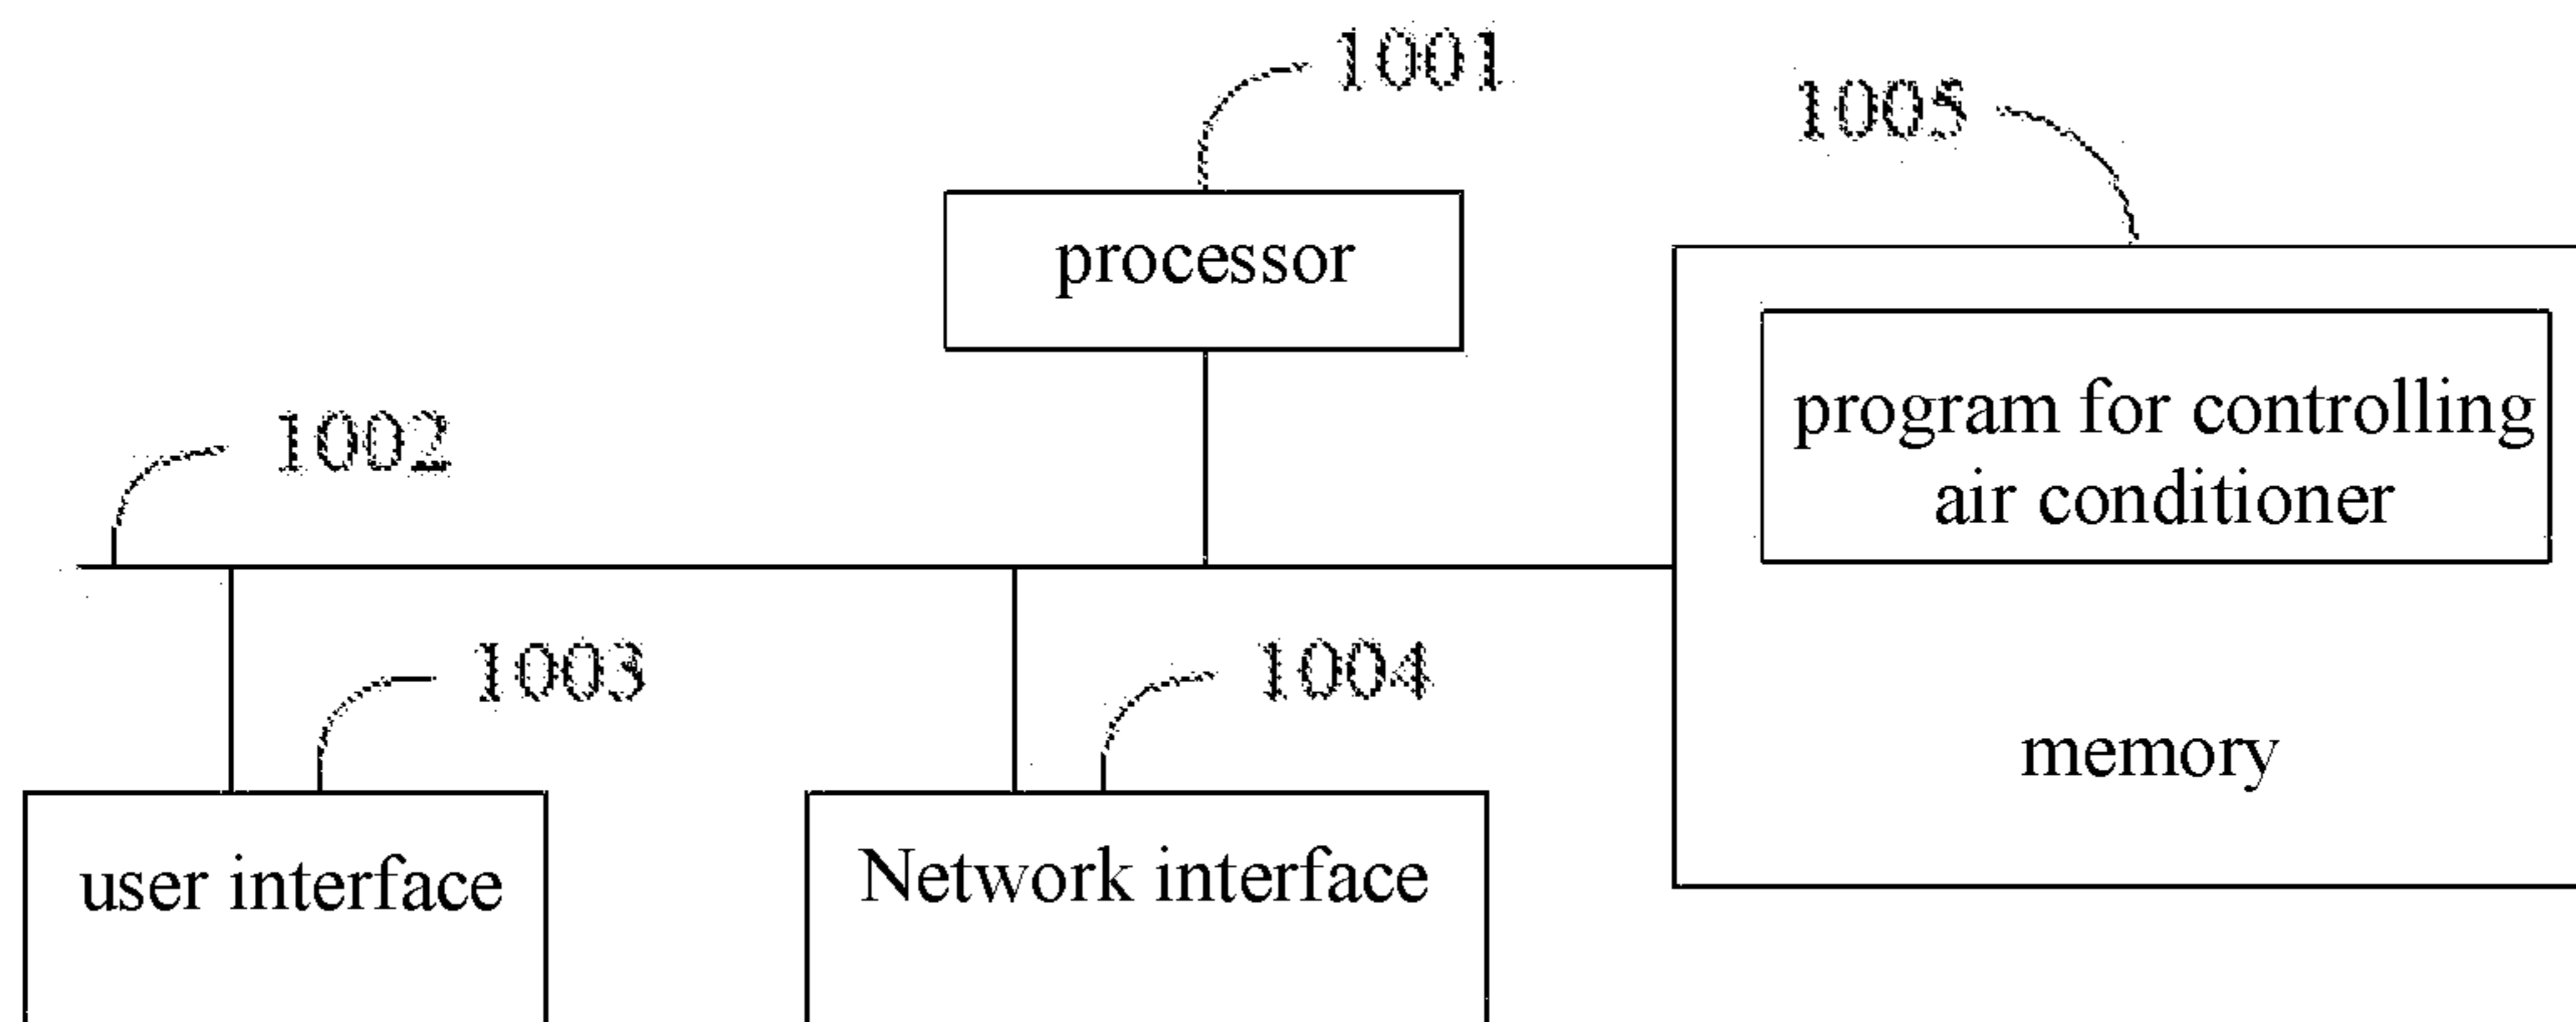 1001
1005
processor
program for controlling
air conditioner
1002
1003
1004
memory
user interface
Network interface